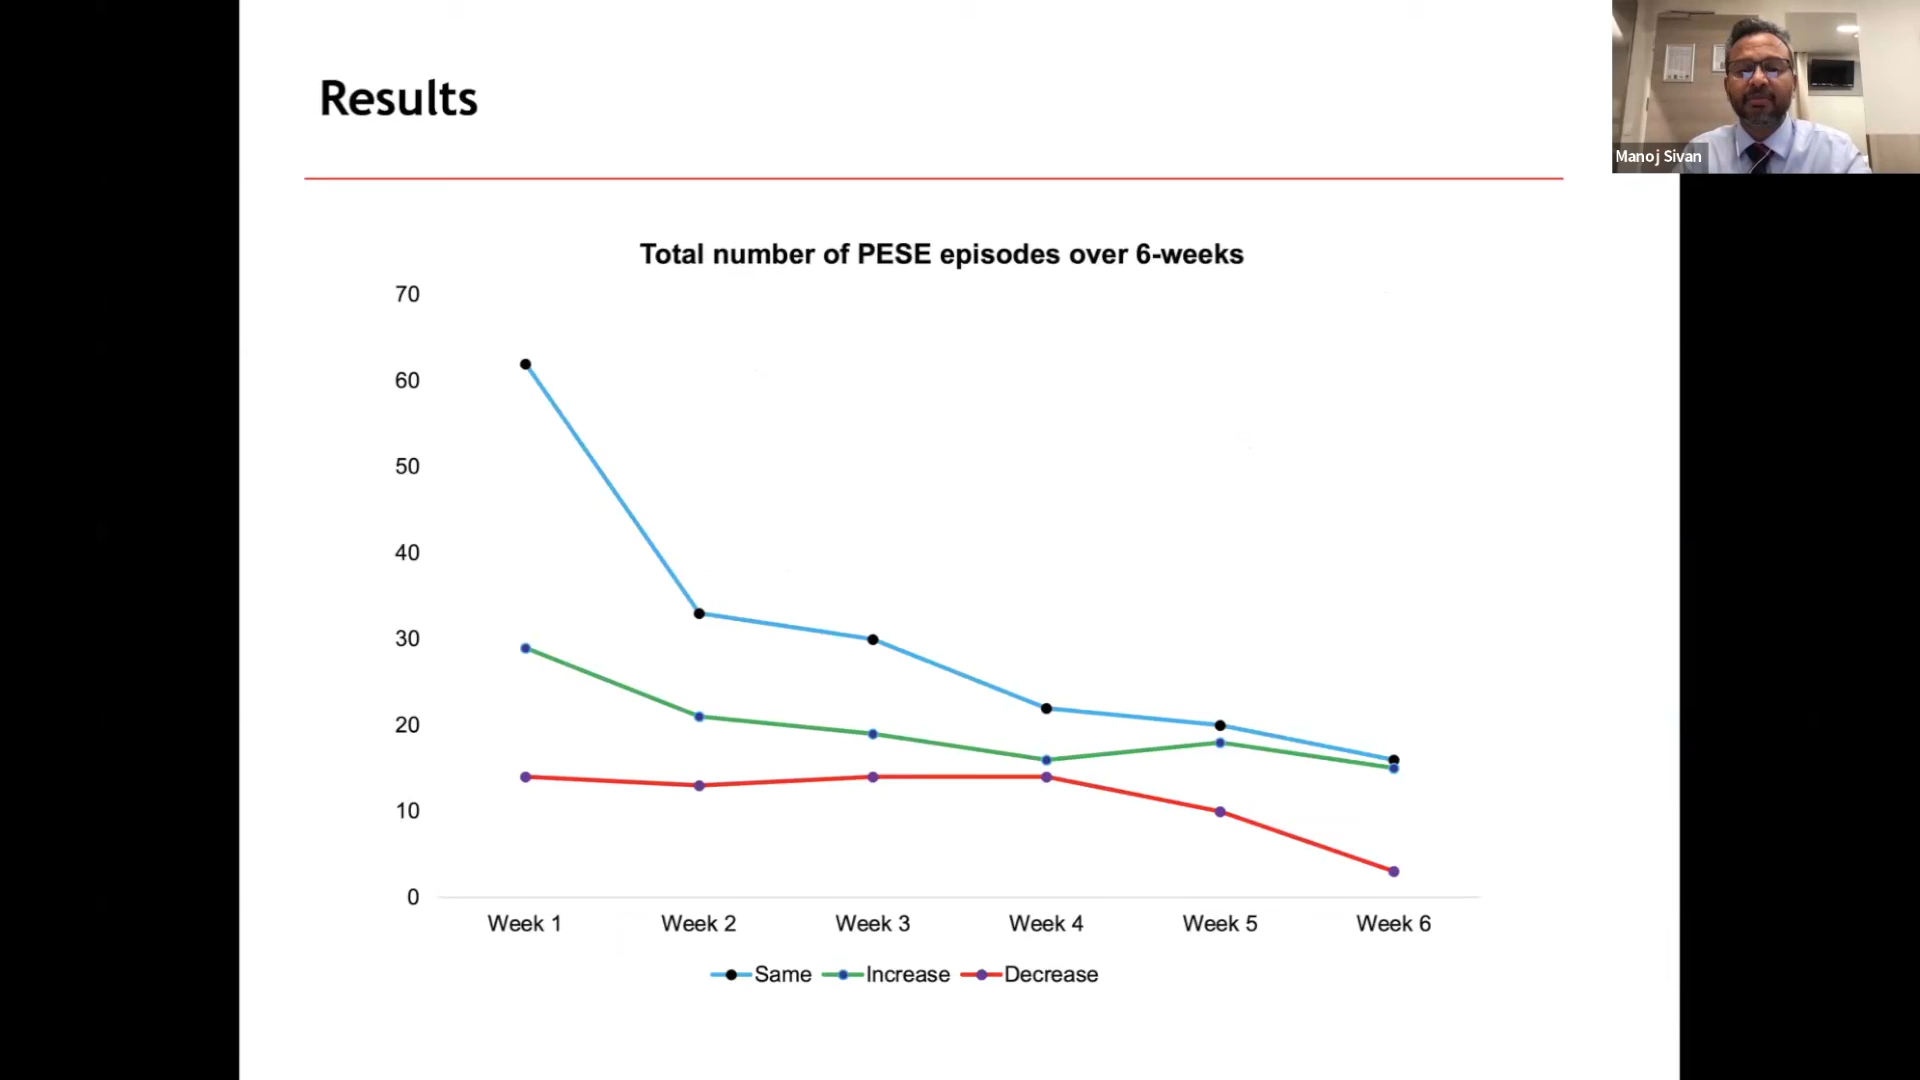 Results
Manoj Sivan
Total number of PESE episodes over 6-weeks
70
60
50
40
30
20
10
0
Week 1 Week 2 Week 3 Week 4 Week 5 Week 6
Same Increase Decrease